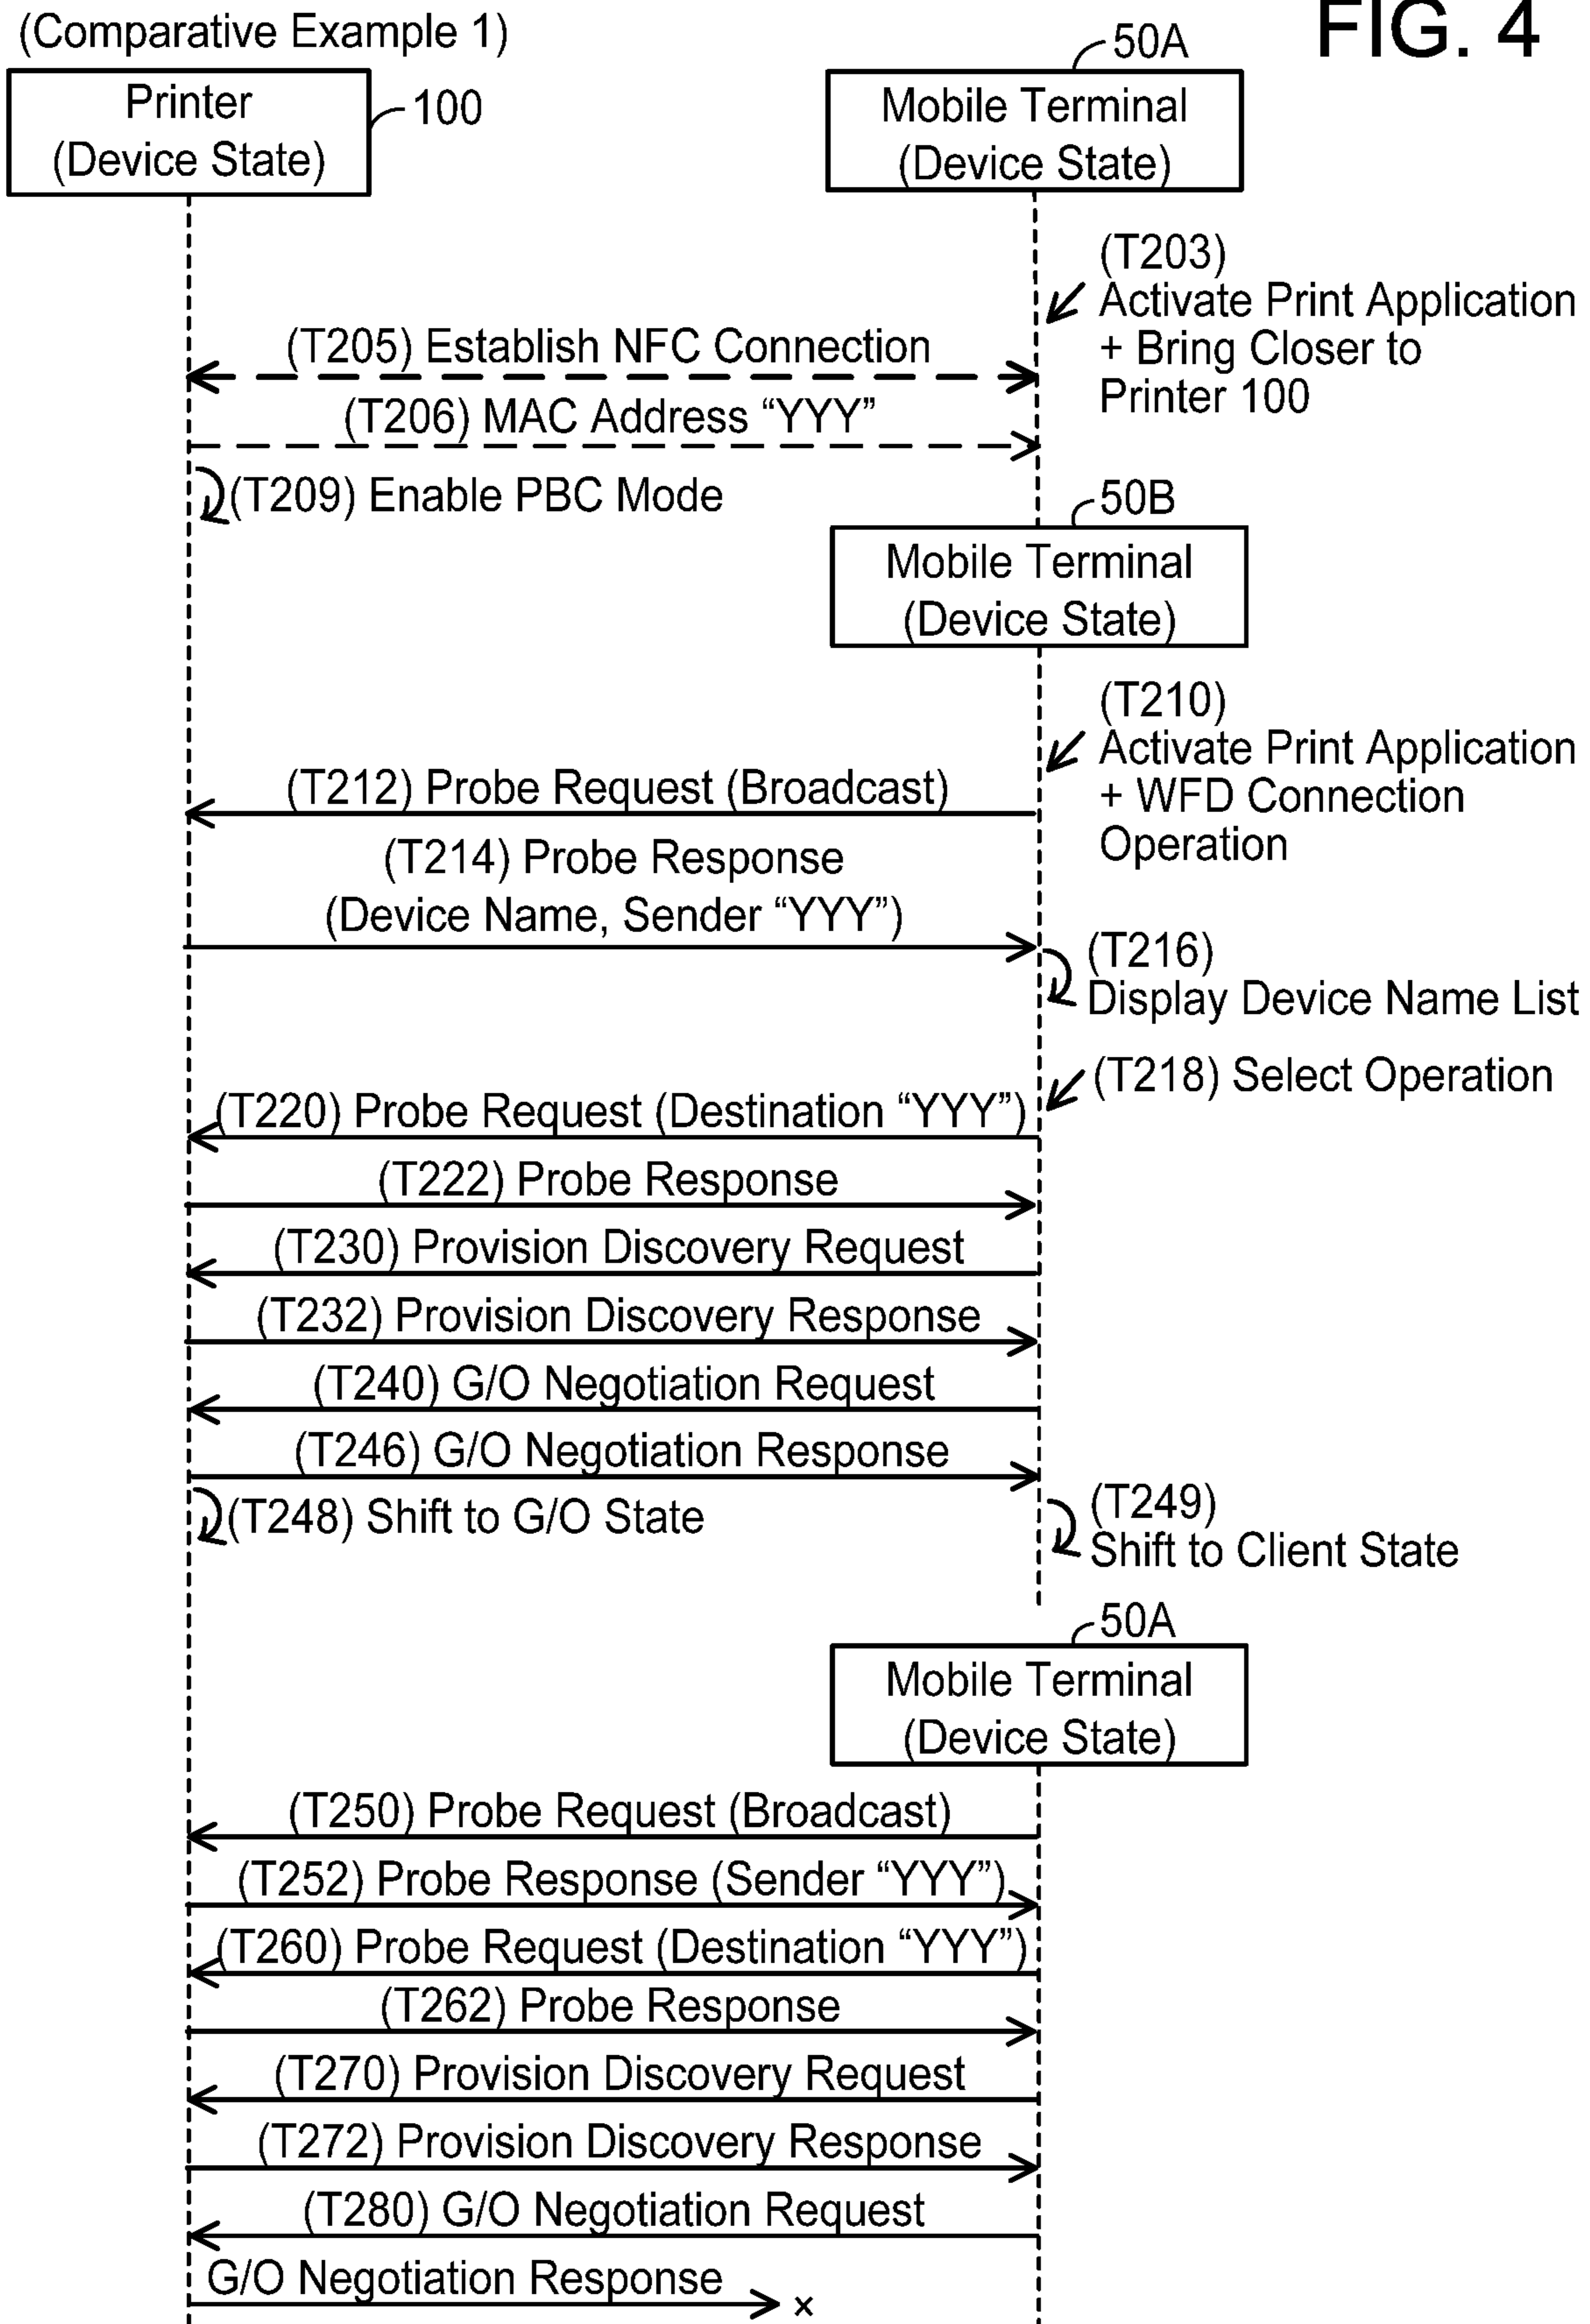 (Comparative Example 1)
FIG. 4
Printer
(Device State)
100
50A
Mobile Terminal
(Device State)
(T203)
Activate Print Application
+ Bring Closer to
Printer 100
(T205) Establish NFC Connection
(T206) MAC Address “YYY”
(T209) Enable PBC Mode
50B
Mobile Terminal
(Device State)
(T210)
Activate Print Application
+ WFD Connection
Operation
(T212) Probe Request (Broadcast)
(T214) Probe Response
(Device Name, Sender “YYY”)
(T216)
Display Device Name List
(T218) Select Operation
(T220) Probe Request (Destination “YYY”)
(T222) Probe Response
(T230) Provision Discovery Request
(T232) Provision Discovery Response
(T240) G/O Negotiation Request
(T246) G/O Negotiation Response
(T248) Shift to G/O State
(T249)
Shift to Client State
50A
Mobile Terminal
(Device State)
(T250) Probe Request (Broadcast)
(T252) Probe Response (Sender “YYY”)
(T260) Probe Request (Destination “YYY”)
(T262) Probe Response
(T270) Provision Discovery Request
(T272) Provision Discovery Response
(T280) G/O Negotiation Request
G/O Negotiation Response
×